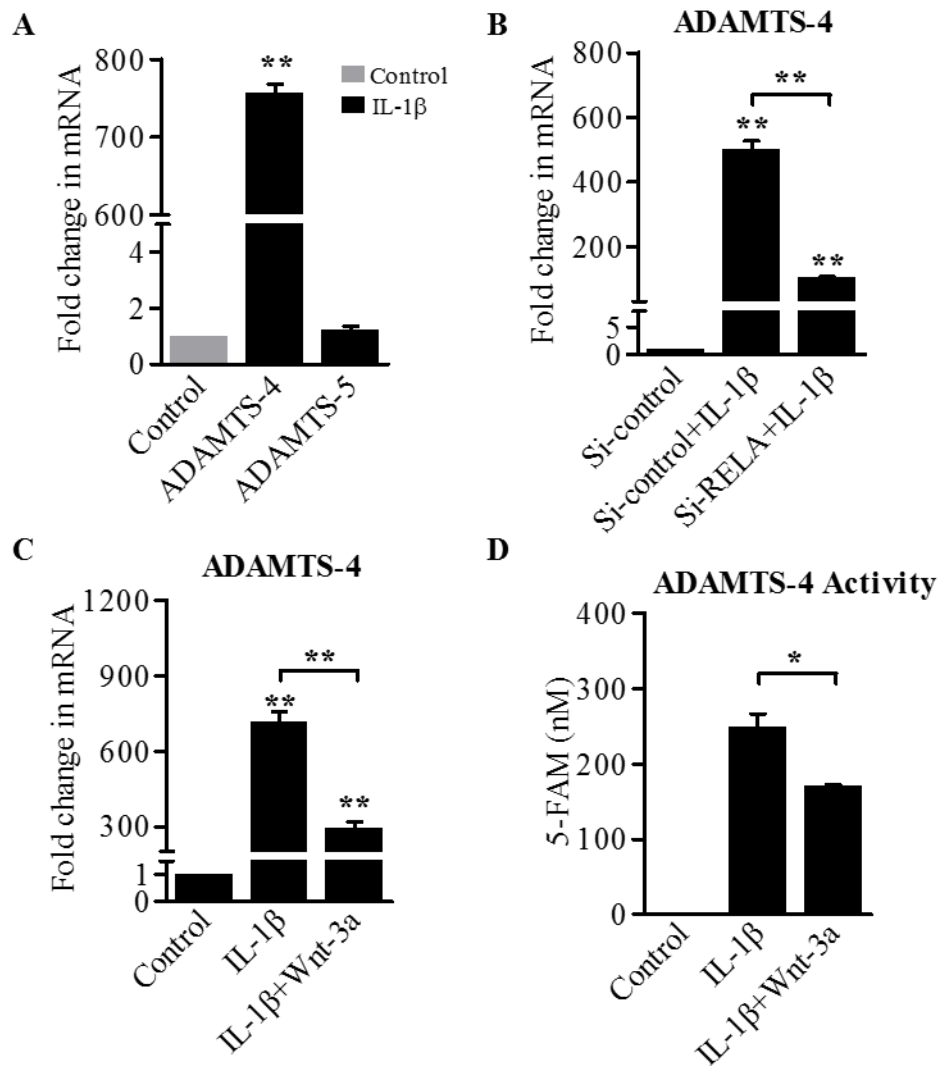 A
Fold change in mRNA
800
700
600
4
2
0
**
Control
IL-1β
Control
ADAMTS-4
ADAMTS-5
B
ADAMTS-4
Fold change in mRNA
800
600
400
200
5
0
**
**
**
Si-control
Si-control+IL-1β
Si-RELA+IL-1β
C
ADAMTS-4
Fold change in mRNA
1200
900
600
300
1
0
**
**
**
Control
IL-1β
IL-1β+Wnt-3a
D
ADAMTS-4 Activity
5-FAM (nM)
400
300
200
100
0
*
Control
IL-1β
IL-1β+Wnt-3a